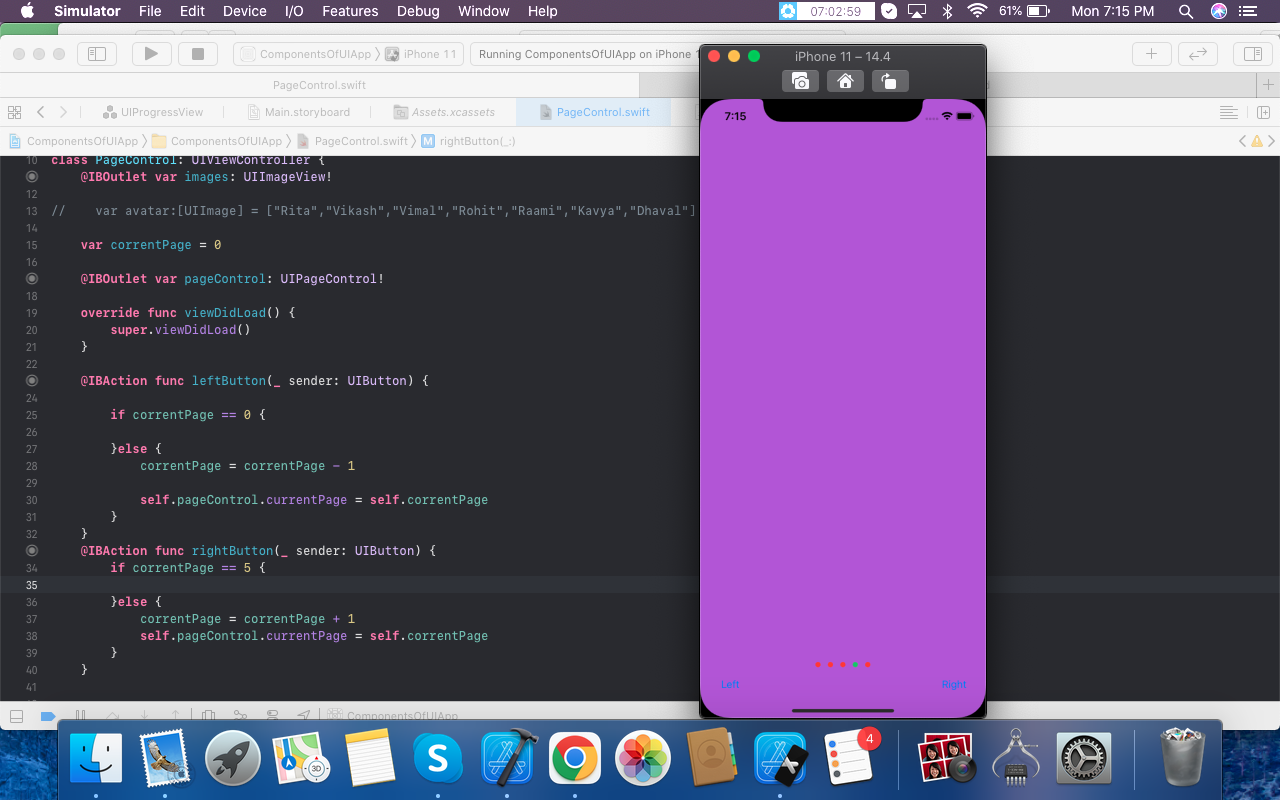 Simulator File Edit Device I/O Features Debug Window Help 07:02:59 61% Mon 7:15 PM
ComponentsOfUIApp iPhone 11 Running ComponentsOfUIApp on iPhone 1
iPhone 11 – 14.4
PageControl.swift
UIProgressView Main.storyboard Assets.xcassets PageControl.swift
ComponentsOfUIApp ComponentsOfUIApp PageControl.swift M rightButton(_:)
7:15
10 class PageControl: UIViewController {
@IBOutlet var images: UIImageView!
12
13 // var avatar:[UIImage] = ["Rita","Vikash","Vimal","Rohit","Raami","Kavya","Dhaval"]
14
15 var correntPage = 0
16
@IBOutlet var pageControl: UIPageControl!
18
19 override func viewDidLoad() {
20 super.viewDidLoad()
21 }
22
@IBAction func leftButton(_ sender: UIButton) {
24
25 if correntPage == 0 {
26
27 }else {
28 correntPage = correntPage - 1
29
30 self.pageControl.currentPage = self.correntPage
31 }
32 }
@IBAction func rightButton(_ sender: UIButton) {
34 if correntPage == 5 {
35
36 }else {
37 correntPage = correntPage + 1
38 self.pageControl.currentPage = self.correntPage
39 }
40 }
41
Left Right
ComponentsOfUIApp
3D
4